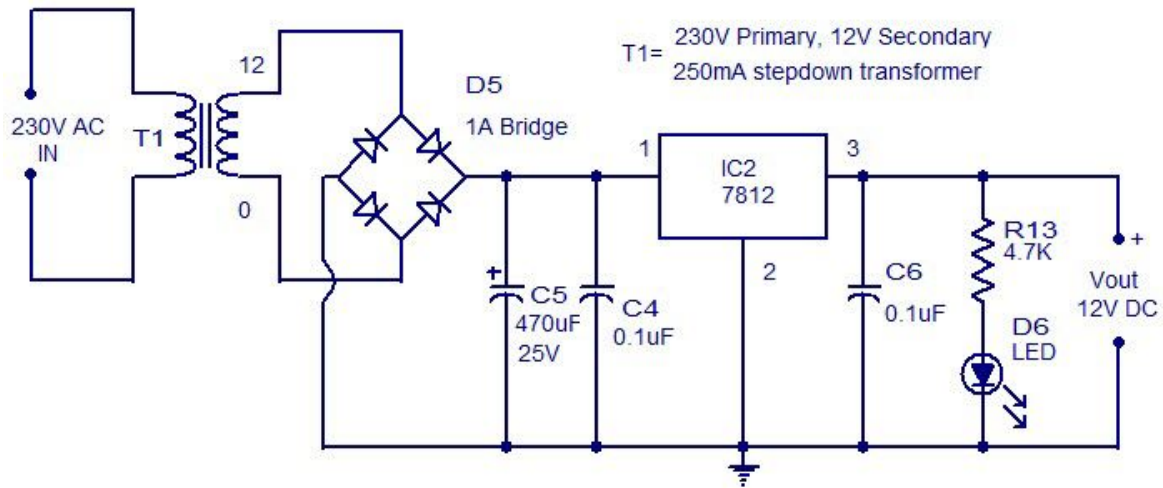 T1= 230V Primary, 12V Secondary
250mA stepdown transformer
12
D5
1A Bridge
230V AC
IN
T1
0
1
IC2
7812
3
2
R13
4.7K
+
C5
470uF
25V
C4
0.1uF
C6
0.1uF
D6
LED
+
Vout
12V DC